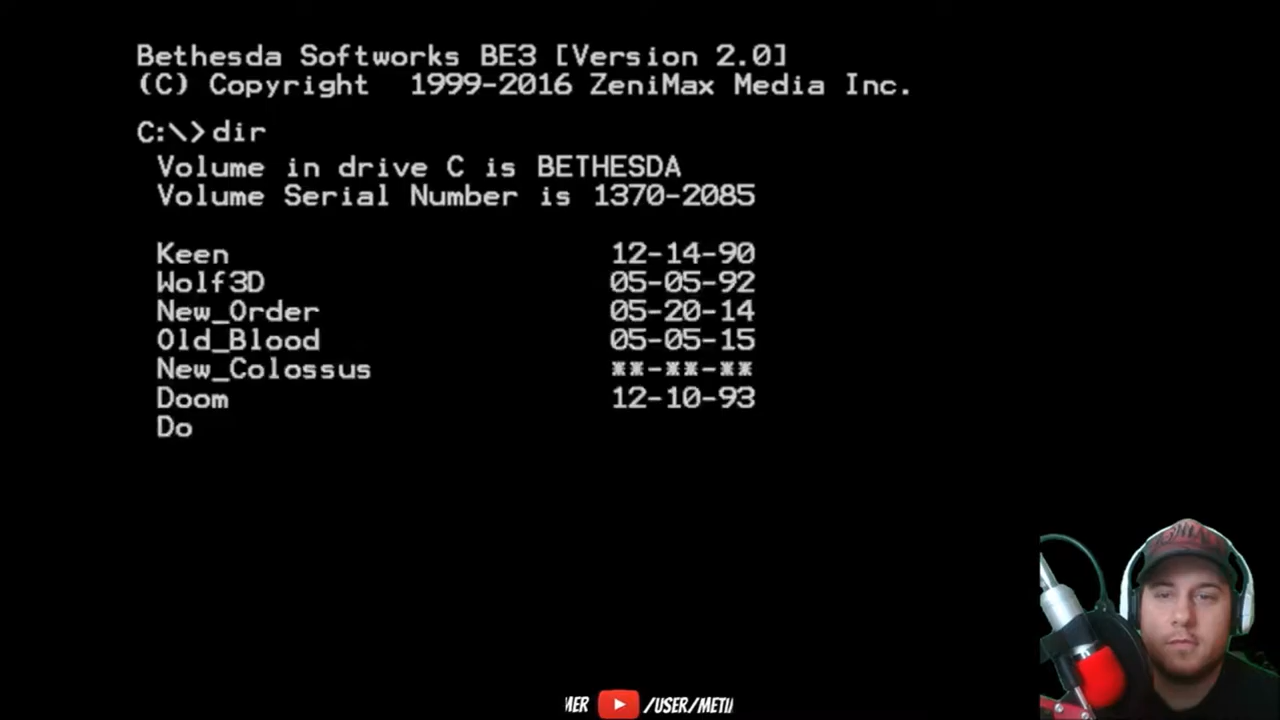 Bethesda Softworks BE3 [Version 2.0]
(C) Copyright 1999-2016 ZeniMax Media Inc.
C:\>dir
Volume in drive C is BETHESDA
Volume Serial Number is 1370-2085
Keen 12-14-90
Wolf3D 05-05-92
New_Order 05-20-14
Old_Blood 05-05-15
New_Colossus **-**-**
Doom 12-10-93
Do
MER /USER/METI